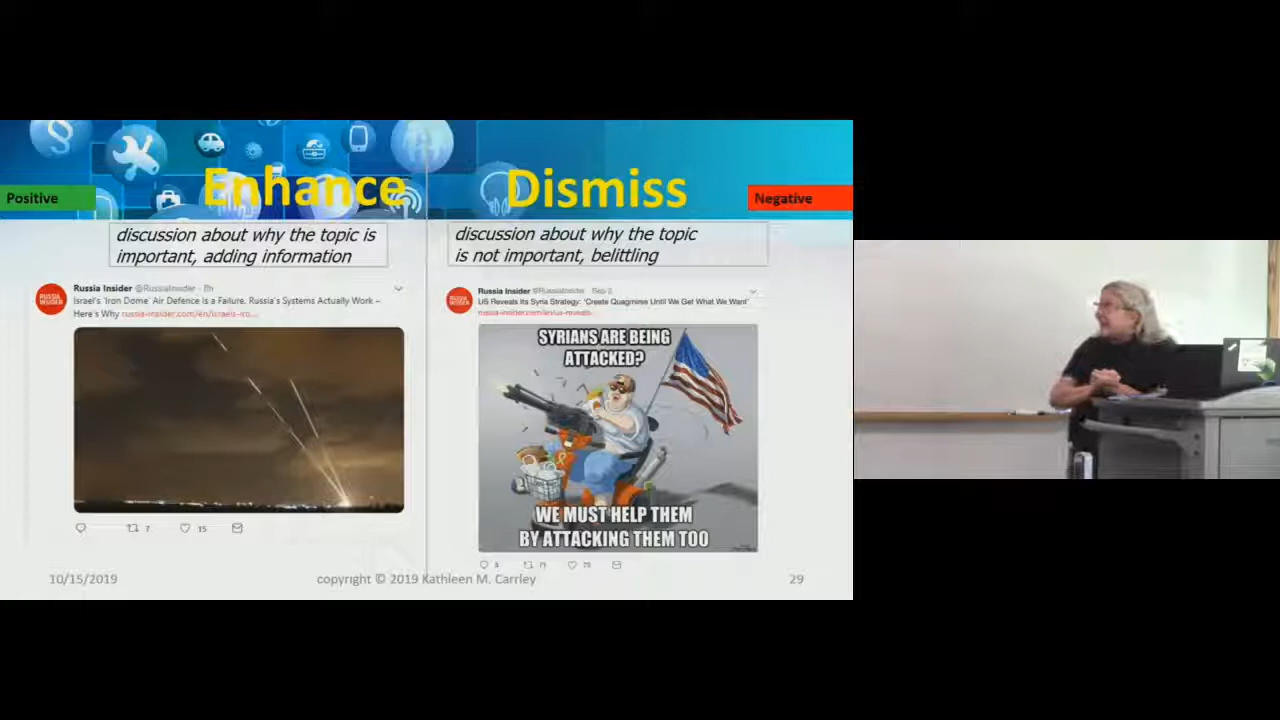 Enhance
Dismiss
Positive
Negative
discussion about why the topic is
important, adding information
discussion about why the topic
is not important, belittling
Russia Insider @RussiaInsider · 8h
Israel's 'Iron Dome' Air Defence Is a Failure. Russia's Systems Actually Work –
Here's Why russia-insider.com/en/israels-iro...
7
15
Russia Insider @RussiaInsider Sep 2
US Reveals Its Syria Strategy: 'Create Quagmire Until We Get What We Want'
russia-insider.com/en/us-reveals-
SYRIANS ARE BEING
ATTACKED?
WE MUST HELP THEM
BY ATTACKING THEM TOO
10/15/2019
copyright © 2019 Kathleen M. Carrley
29